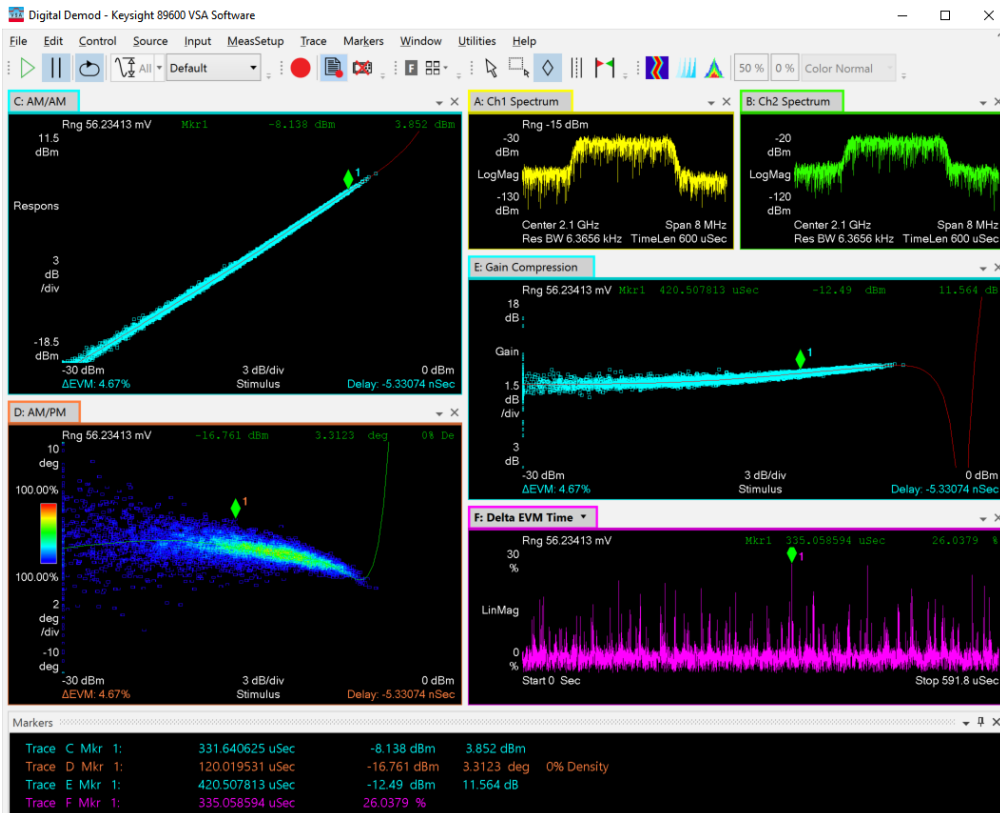 Digital Demod - Keysight 89600 VSA Software
File Edit Control Source Input MeasSetup Trace Markers Window Utilities Help
All Default F 50 % 0 % Color Normal
C: AM/AM
Rng 56.23413 mV Mkr1 -8.138 dBm 3.852 dBm
11.5
dBm
1
Respons
3
dB
/div
-18.5
dBm
-30 dBm 3 dB/div 0 dBm
ΔEVM: 4.67% Stimulus Delay: -5.33074 nSec
A: Ch1 Spectrum
Rng -15 dBm
-30
dBm
LogMag
-130
dBm
Center 2.1 GHz Span 8 MHz
Res BW 6.3656 kHz TimeLen 600 uSec
B: Ch2 Spectrum
-20
dBm
LogMag
-120
dBm
Center 2.1 GHz Span 8 MHz
Res BW 6.3656 kHz TimeLen 600 uSec
E: Gain Compression
Rng 56.23413 mV Mkr1 420.507813 uSec -12.49 dBm 11.564 dB
18
dB
1
Gain
1.5
dB
/div
3
dB
-30 dBm 3 dB/div 0 dBm
ΔEVM: 4.67% Stimulus Delay: -5.33074 nSec
D: AM/PM
Rng 56.23413 mV -16.761 dBm 3.3123 deg 0% De
10
deg
100.00%
1
100.00%
2
deg
/div
-10
deg
-30 dBm 3 dB/div 0 dBm
ΔEVM: 4.67% Stimulus Delay: -5.33074 nSec
F: Delta EVM Time
Rng 56.23413 mV Mkr1 335.058594 uSec 26.0379 %
30
%
1
LinMag
0
%
Start 0 Sec Stop 591.8 uSec
Markers
Trace C Mkr 1: 331.640625 uSec -8.138 dBm 3.852 dBm
Trace D Mkr 1: 120.019531 uSec -16.761 dBm 3.3123 deg 0% Density
Trace E Mkr 1: 420.507813 uSec -12.49 dBm 11.564 dB
Trace F Mkr 1: 335.058594 uSec 26.0379 %